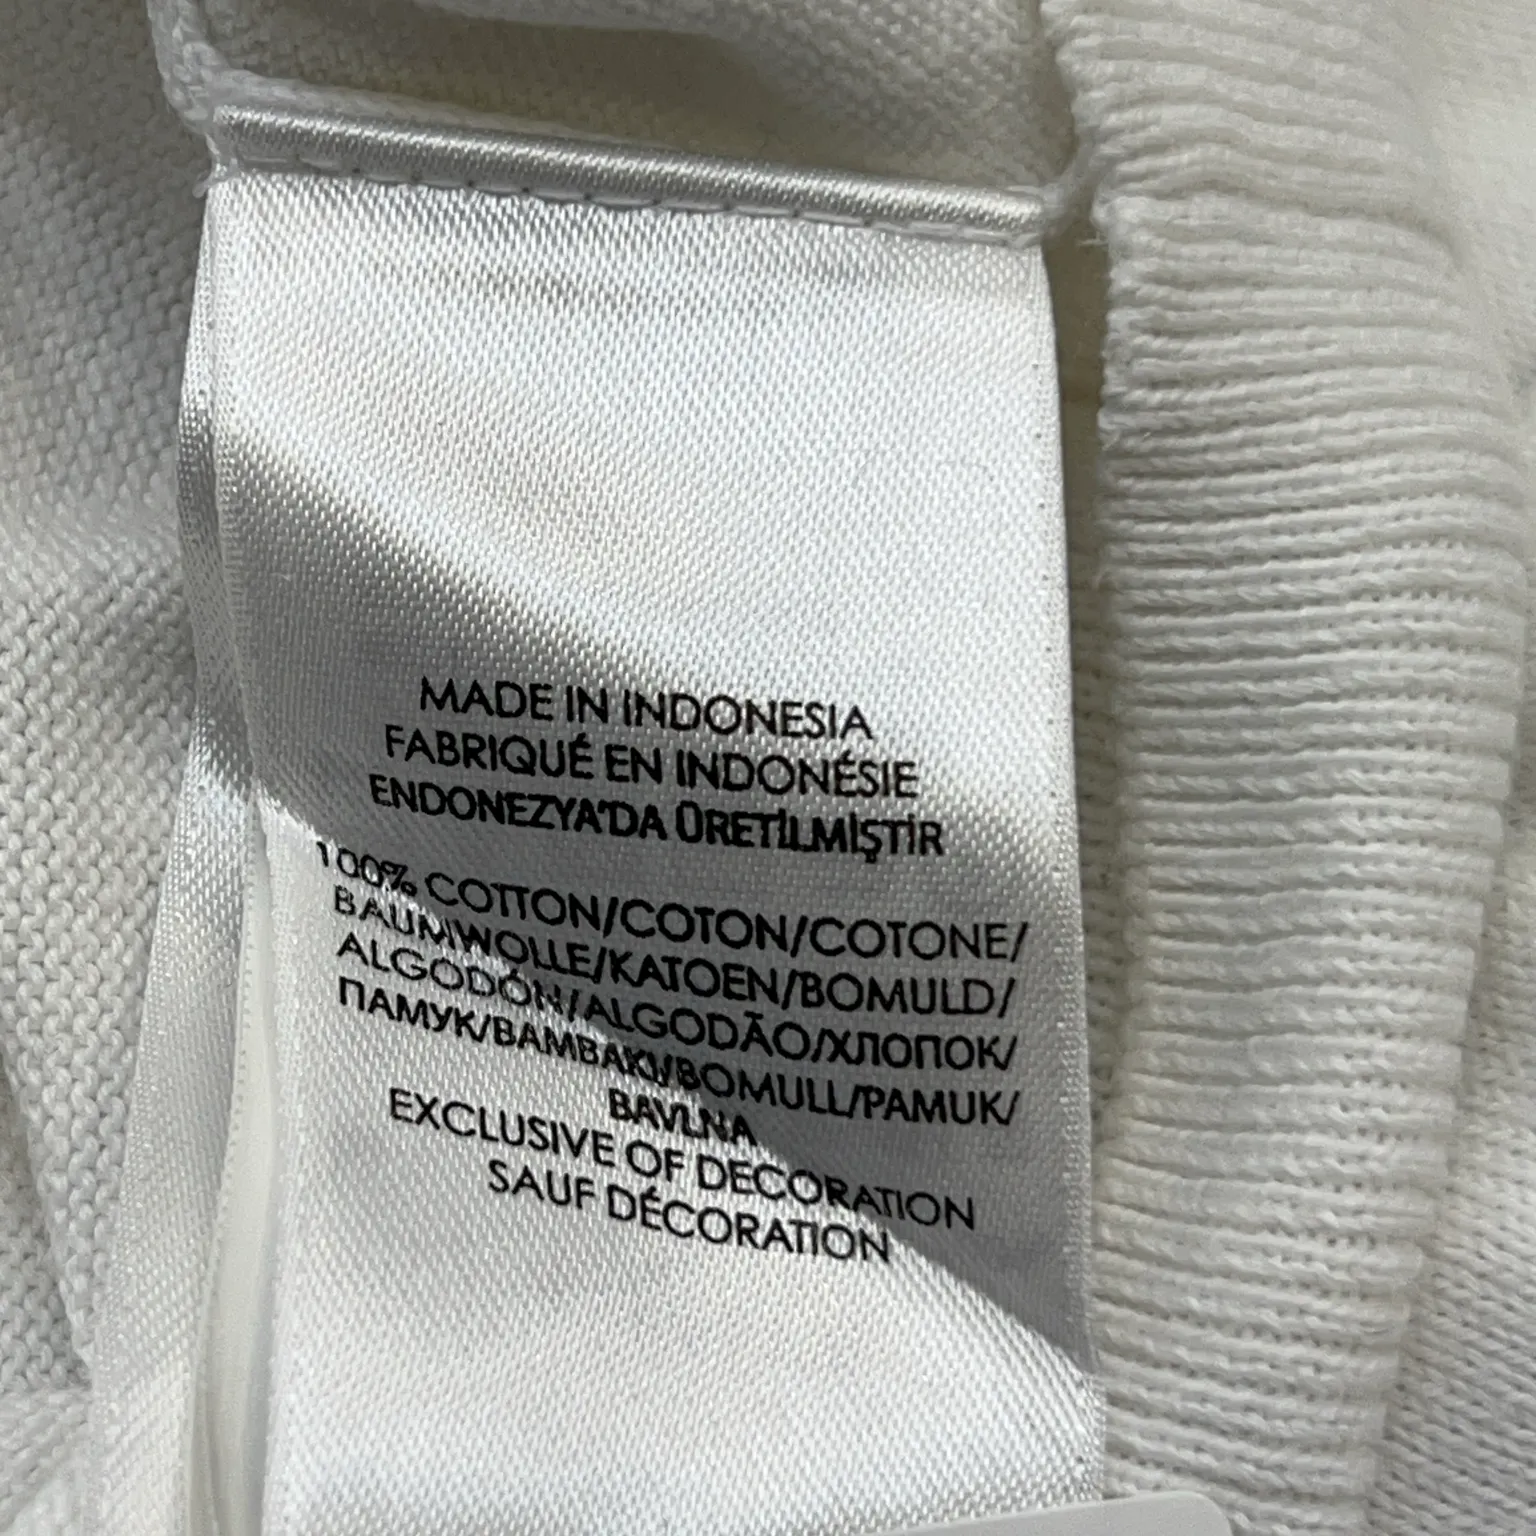 MADE IN INDONESIA
FABRIQUÉ EN INDONÉSIE
ENDONEZYA'DA ÜRETİLMİŞTİR
100% COTTON/COTON/COTONE/
BAUMWOLLE/KATOEN/BOMULD/
ALGODÓN/ALGODÃO/ХЛОПОК/
ПАМУК/BAMBAKI/BOMULL/PAMUK/
BAVLNA
EXCLUSIVE OF DECORATION
SAUF DÉCORATION